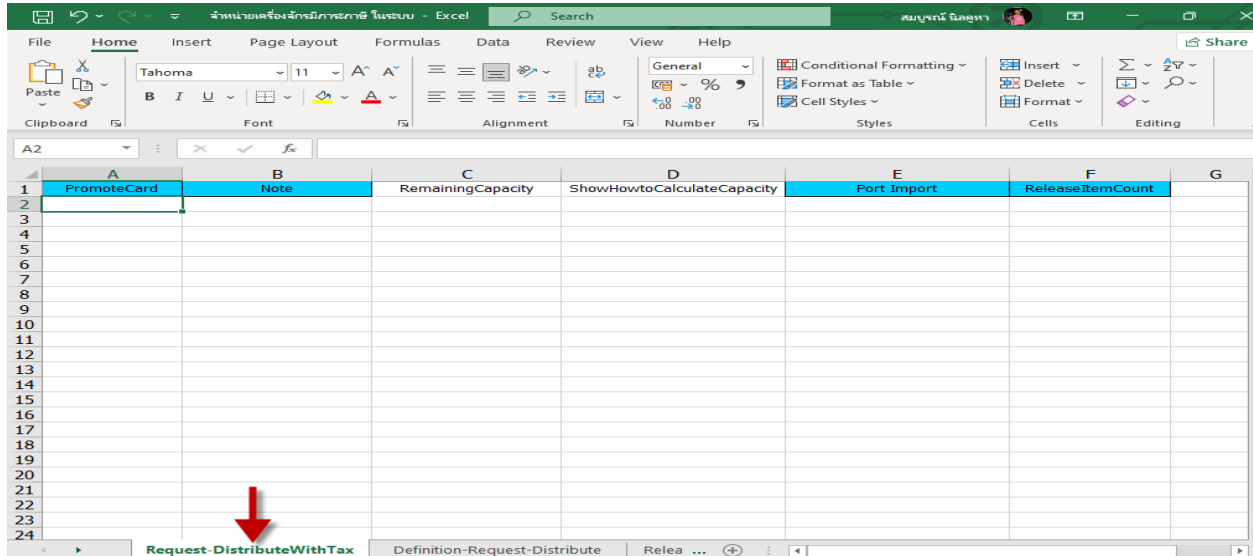 จำหน่ายเครื่องจักรมีภาระภาษี ในระบบ - Excel Search สมบูรณ์ นิลคูหา
File Home Insert Page Layout Formulas Data Review View Help Share
Paste Tahoma 11 A A ab General % 9 Conditional Formatting Insert
B I U A Format as Table Delete
Cell Styles Format
Clipboard Font Alignment Number Styles Cells Editing
A2 fx
A B C D E F G
1 PromoteCard Note RemainingCapacity ShowHowtoCalculateCapacity Port Import ReleaseItemCount
2
3
4
5
6
7
8
9
10
11
12
13
14
15
16
17
18
19
20
21
22
23
24
Request-DistributeWithTax Definition-Request-Distribute Relea ...